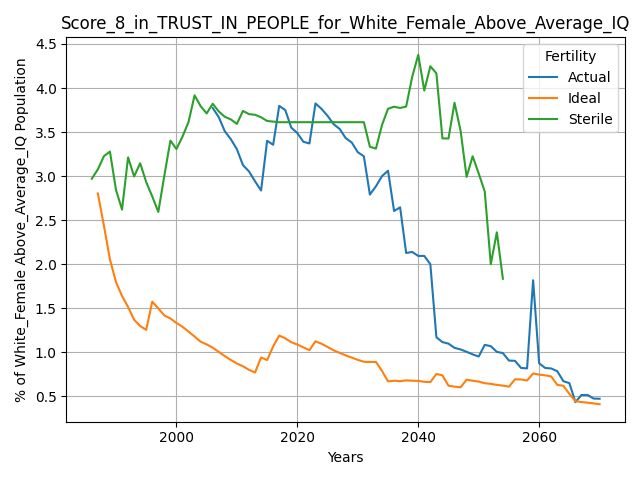 Score_8_in_TRUST_IN_PEOPLE_for_White_Female_Above_Average_IQ
% of White_Female Above_Average_IQ Population
4.5
4.0
3.5
3.0
2.5
2.0
1.5
1.0
0.5
Fertility
Actual
Ideal
Sterile
2000
2020
2040
2060
Years